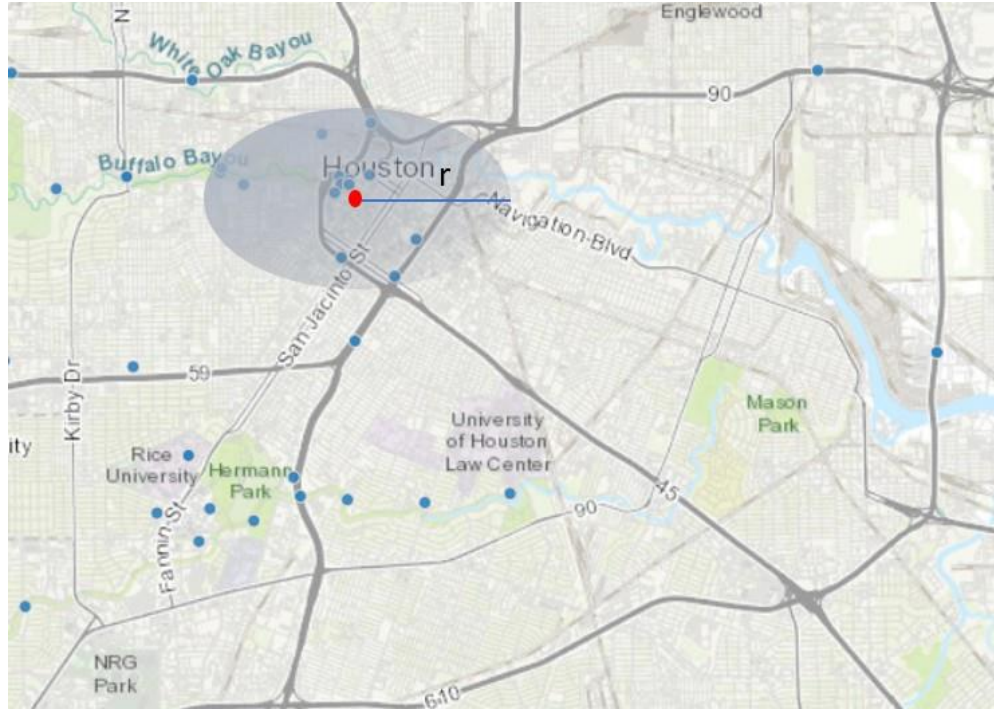 Englewood
N
White Oak Bayou
90
Buffalo Bayou
Houston
r
Navigation-Blvd
San Jacinto St
59
Kirby-Dr
Mason
Park
University
of Houston
Law Center
ity
Rice
University
Hermann
Park
45
90
Fannin-St
NRG
Park
610